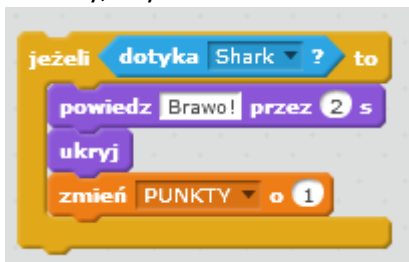 jeżeli dotyka Shark ? to
powiedz Brawo! przez 2 s
ukryj
zmień PUNKTY o 1